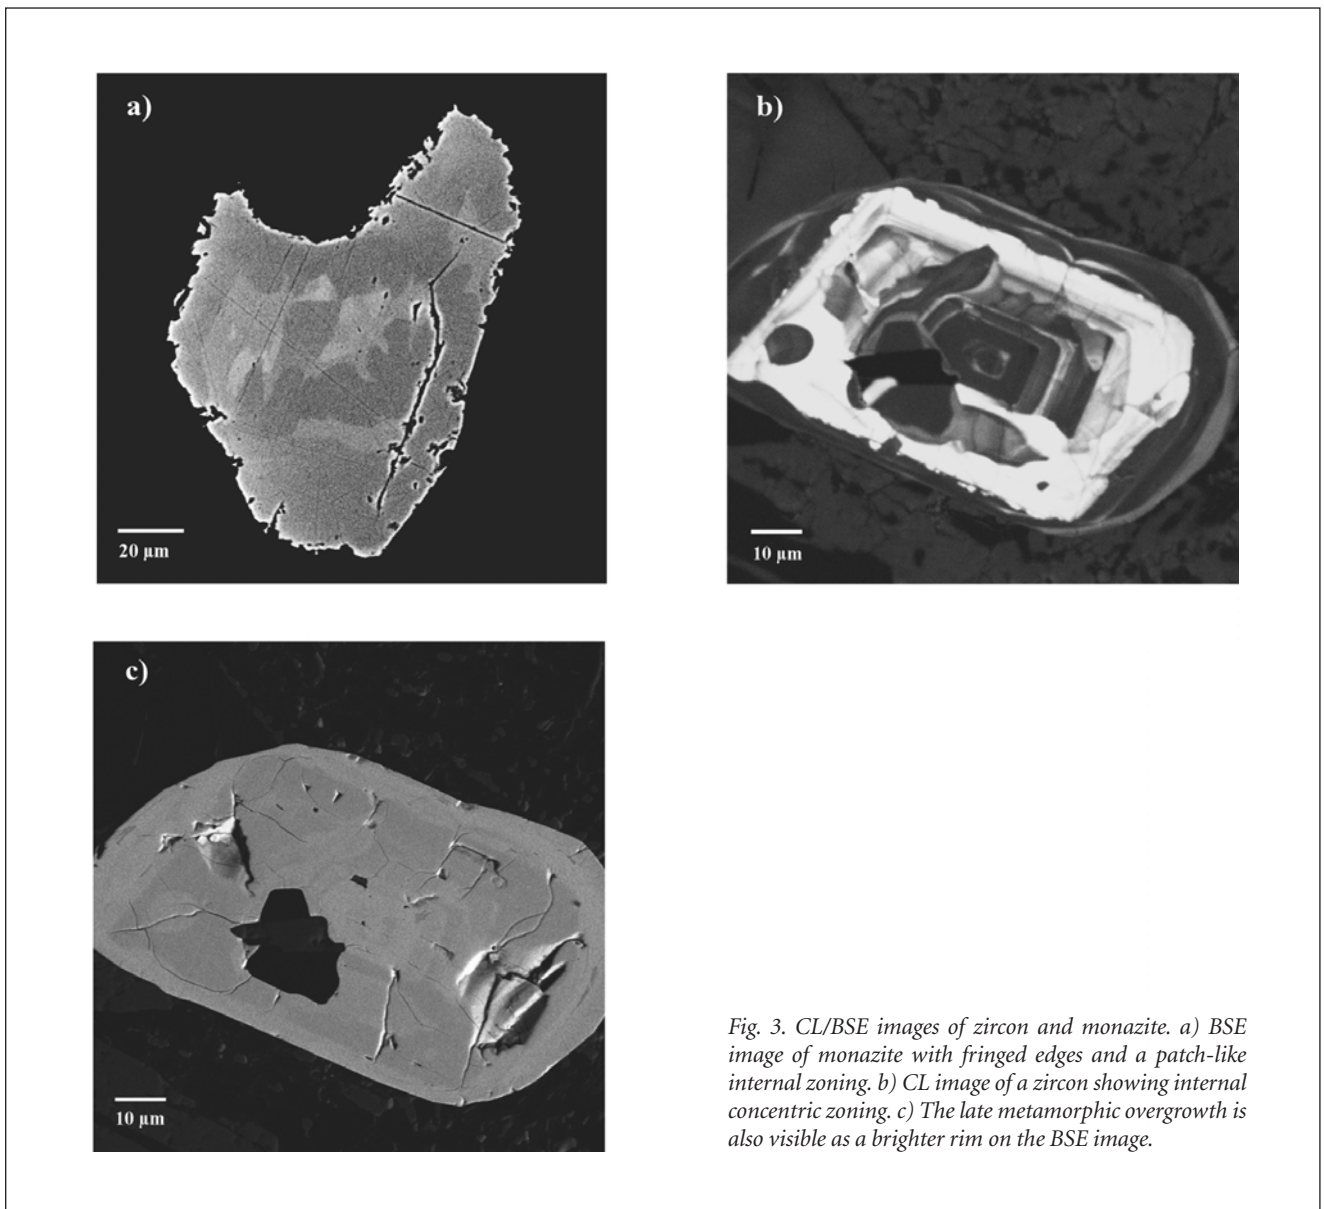 a)
20 µm
b)
10 µm
c)
10 µm
Fig. 3. CL/BSE images of zircon and monazite. a) BSE
image of monazite with fringed edges and a patch-like
internal zoning. b) CL image of a zircon showing internal
concentric zoning. c) The late metamorphic overgrowth is
also visible as a brighter rim on the BSE image.